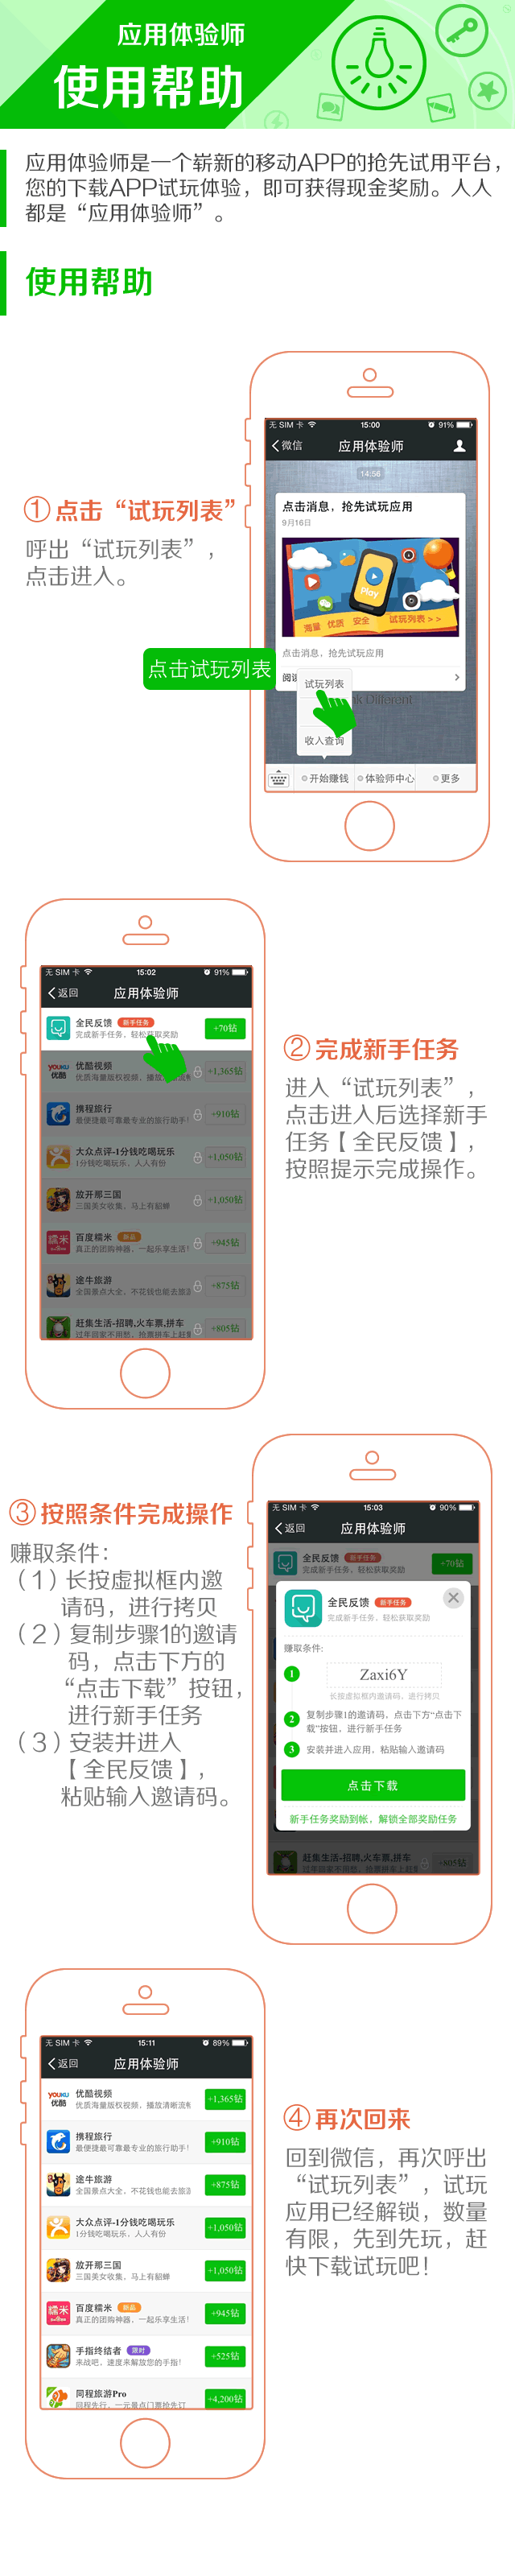 应用体验师
使用帮助
应用体验师是一个崭新的移动APP的抢先试用平台，
您的下载APP试玩体验，即可获得现金奖励。人人
都是“应用体验师”。
使用帮助
① 点击“试玩列表”
呼出“试玩列表”，
点击进入。
点击试玩列表
无 SIM 卡 15:00 91%
微信 应用体验师
14:56
点击消息，抢先试玩应用
9月16日
Play
海量 优质 安全 试玩列表 > >
点击消息，抢先试玩应用
阅读
试玩列表
Different
收入查询
开始赚钱 体验师中心 更多
无 SIM 卡 15:02 91%
返回 应用体验师
全民反馈 新手任务
完成新手任务，轻松获取奖励
+70钻
YOUKU 优酷
优酷视频
优质海量版权视频，播放清晰流畅
+1,365钻
携程旅行
最便捷最可靠最专业的旅行助手！
+910钻
大众点评-1分钱吃喝玩乐
1分钱吃喝玩乐，人人有份
+1,050钻
放开那三国
三国美女收集，马上有貂蝉
+1,050钻
糯米
百度糯米 新品
真正的团购神器，一起乐享生活！
+945钻
途牛旅游
全国景点大全，不花钱也能去旅游
+875钻
赶集生活-招聘,火车票,拼车
过年回家不用愁，抢票拼车上赶集
+805钻
② 完成新手任务
进入“试玩列表”，
点击进入后选择新手
任务【全民反馈】，
按照提示完成操作。
③ 按照条件完成操作
赚取条件：
（1）长按虚拟框内邀
请码，进行拷贝
（2）复制步骤1的邀请
码，点击下方的
“点击下载”按钮，
进行新手任务
（3）安装并进入
【全民反馈】，
粘贴输入邀请码。
无 SIM 卡 15:03 90%
返回 应用体验师
全民反馈 新手任务
完成新手任务，轻松获取奖励
+70钻
全民反馈 新手任务
完成新手任务，轻松获取奖励
赚取条件:
1 Zaxi6Y
长按虚拟框内邀请码，进行拷贝
2 复制步骤1的邀请码，点击下方“点击下
载”按钮，进行新手任务
3 安装并进入应用，粘贴输入邀请码
点击下载
新手任务奖励到帐，解锁全部奖励任务
赶集生活-招聘,火车票,拼车
过年回家不用愁，抢票拼车上赶集
+805钻
无 SIM 卡 15:11 89%
返回 应用体验师
YOUKU 优酷
优酷视频
优质海量版权视频，播放清晰流畅
+1,365钻
携程旅行
最便捷最可靠最专业的旅行助手！
+910钻
途牛旅游
全国景点大全，不花钱也能去旅游
+875钻
大众点评-1分钱吃喝玩乐
1分钱吃喝玩乐，人人有份
+1,050钻
放开那三国
三国美女收集，马上有貂蝉
+1,050钻
糯米
百度糯米 新品
真正的团购神器，一起乐享生活！
+945钻
手指终结者 限时
来战吧，速度来解放您的手指！
+525钻
同程旅游Pro
同程先行，一元景点门票抢先订
+4,200钻
④ 再次回来
回到微信，再次呼出
“试玩列表”，试玩
应用已经解锁，数量
有限，先到先玩，赶
快下载试玩吧！